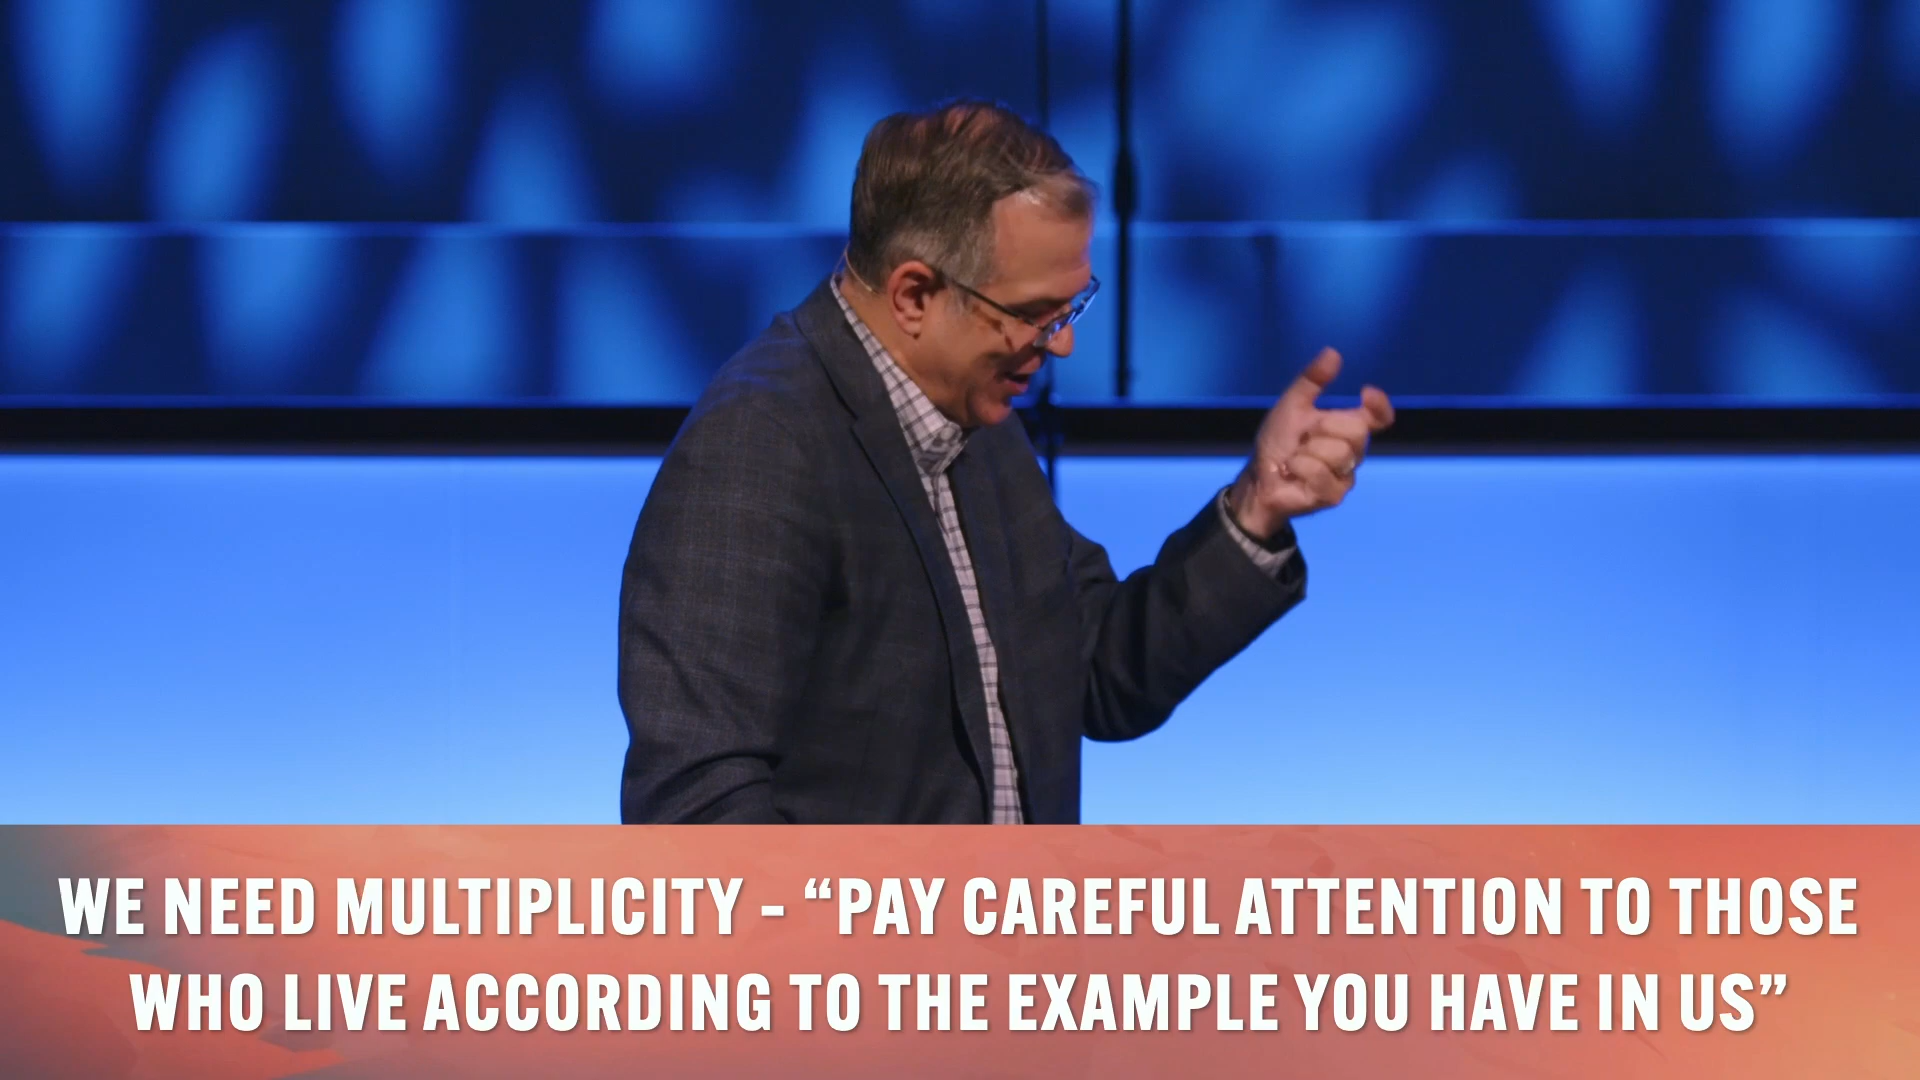 WE NEED MULTIPLICITY - “PAY CAREFUL ATTENTION TO THOSE
WHO LIVE ACCORDING TO THE EXAMPLE YOU HAVE IN US”